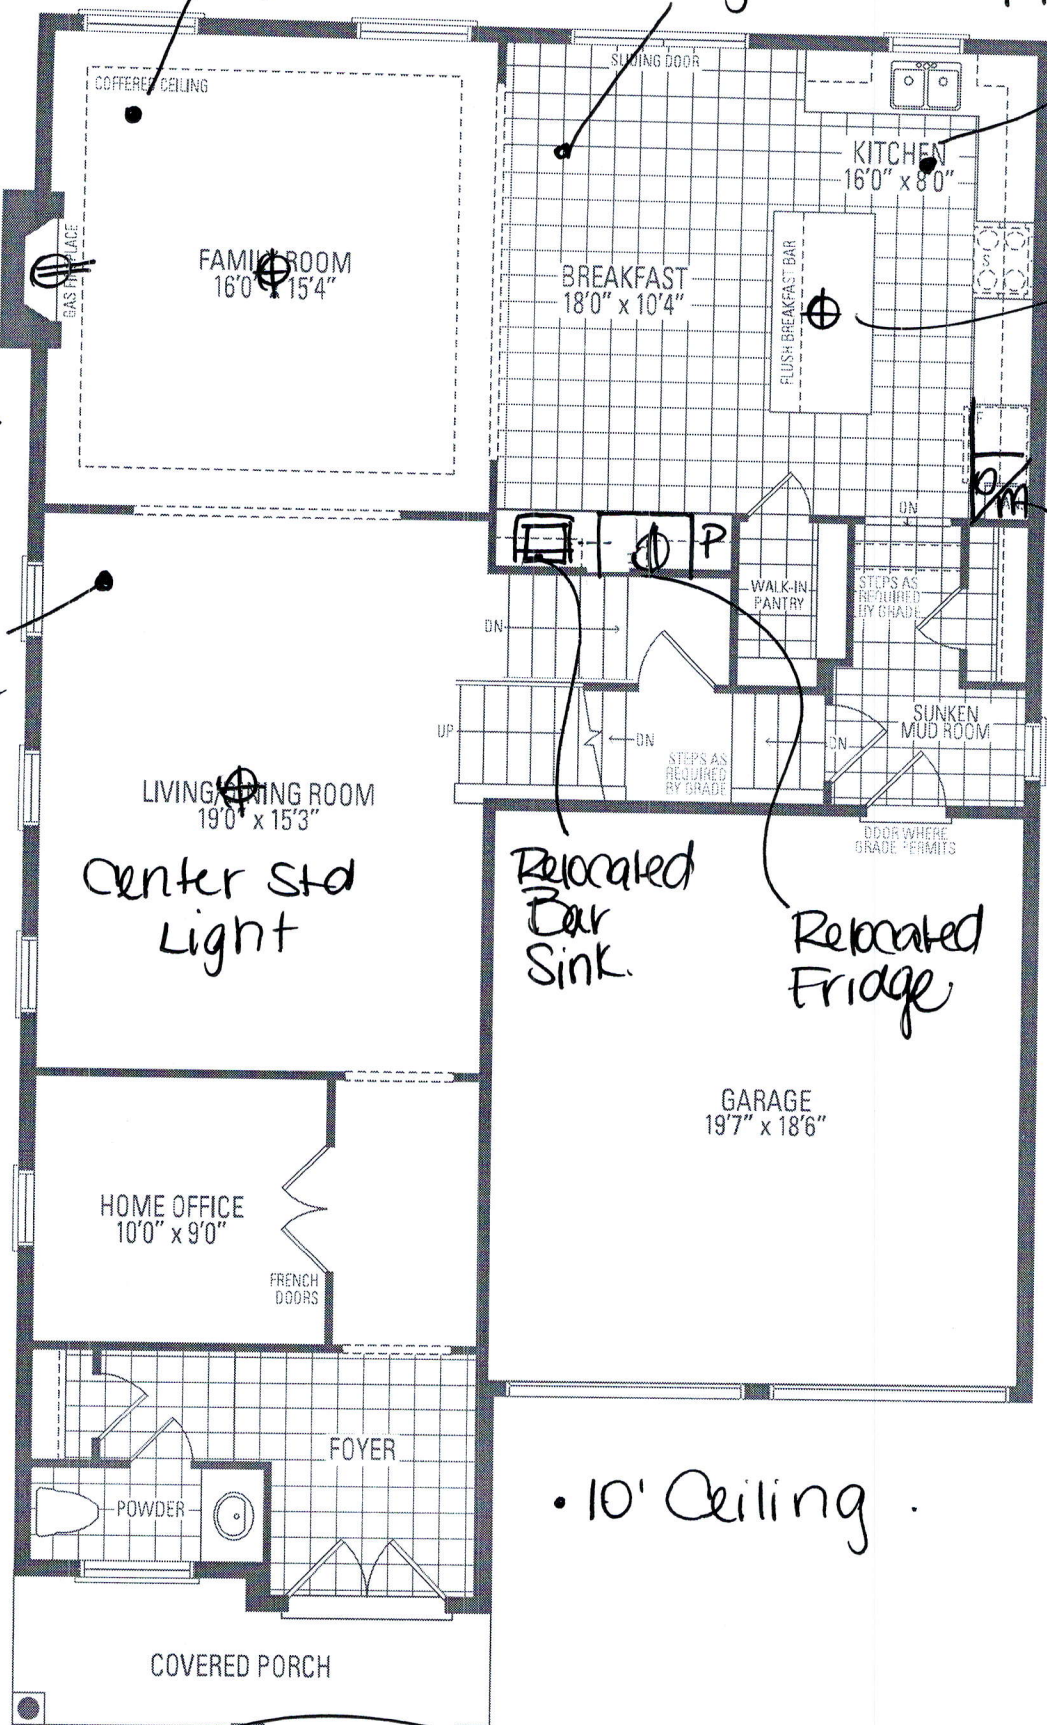 COFFERED CEILING
SLIDING DOOR
KITCHEN
16'0" x 8'0"
GAS FIREPLACE
FAMILY ROOM
16'0" x 15'4"
BREAKFAST
18'0" x 10'4"
FLUSH BREAKFAST BAR
S
F
O/M
DN
P
WALK-IN
PANTRY
STEPS AS
REQUIRED
BY GRADE
DN
SUNKEN
MUD ROOM
UP
DN
DN
STEPS AS
REQUIRED
BY GRADE
LIVING/DINING ROOM
19'0" x 15'3"
DOOR WHERE
GRADE PERMITS
Center Std
Light
Relocated
Bar
Sink.
Relocated
Fridge
GARAGE
19'7" x 18'6"
HOME OFFICE
10'0" x 9'0"
FRENCH
DOORS
FOYER
POWDER
• 10' Ceiling .
COVERED PORCH